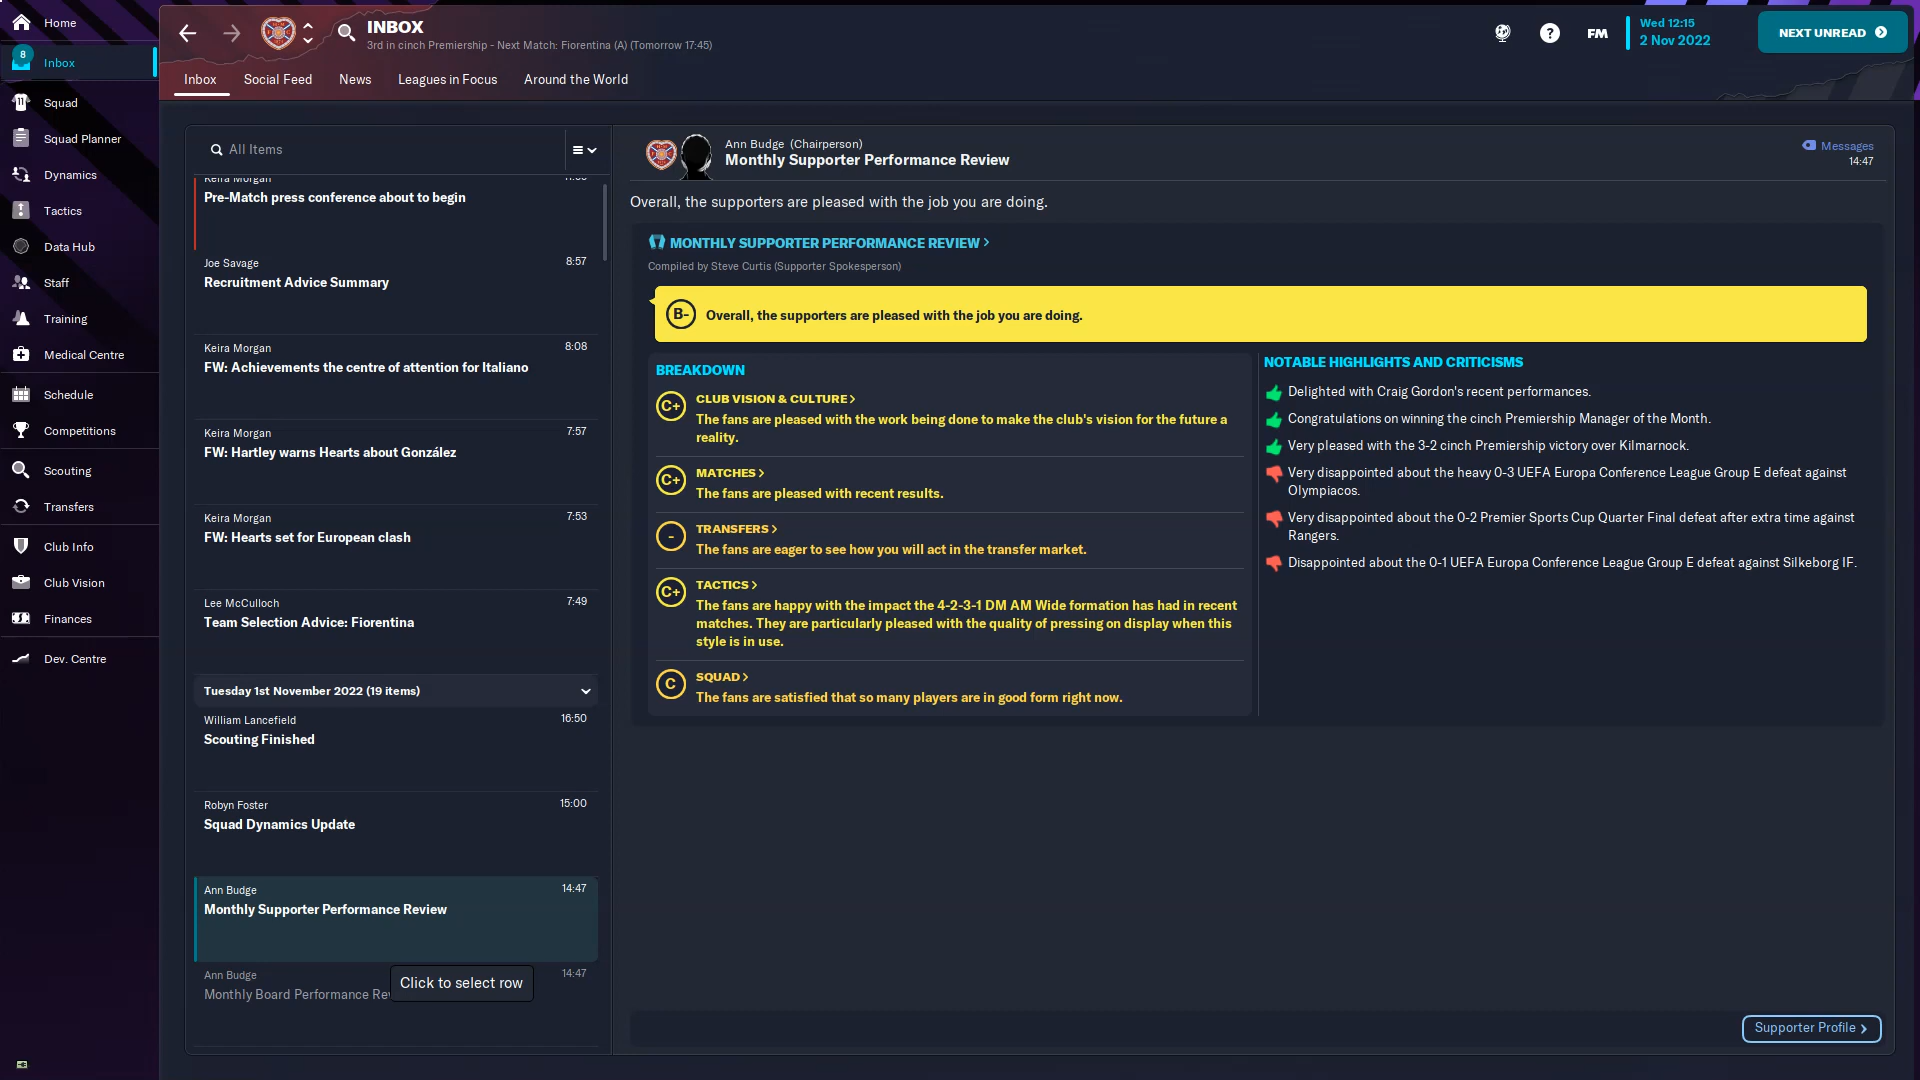 Home
8
Inbox
Squad
Squad Planner
Dynamics
Tactics
Data Hub
Staff
Training
Medical Centre
Schedule
Competitions
Scouting
Transfers
Club Info
Club Vision
Finances
Dev. Centre
INBOX
3rd in cinch Premiership - Next Match: Fiorentina (A) (Tomorrow 17:45)
?
FM
Wed 12:15
2 Nov 2022
NEXT UNREAD
Inbox
Social Feed
News
Leagues in Focus
Around the World
All Items
Keira Morgan
Pre-Match press conference about to begin
Joe Savage
8:57
Recruitment Advice Summary
Keira Morgan
8:08
FW: Achievements the centre of attention for Italiano
Keira Morgan
7:57
FW: Hartley warns Hearts about González
Keira Morgan
7:53
FW: Hearts set for European clash
Lee McCulloch
7:49
Team Selection Advice: Fiorentina
Tuesday 1st November 2022 (19 items)
William Lancefield
16:50
Scouting Finished
Robyn Foster
15:00
Squad Dynamics Update
Ann Budge
14:47
Monthly Supporter Performance Review
Ann Budge
14:47
Monthly Board Performance Re
Click to select row
Ann Budge (Chairperson)
Monthly Supporter Performance Review
Messages
14:47
Overall, the supporters are pleased with the job you are doing.
MONTHLY SUPPORTER PERFORMANCE REVIEW >
Compiled by Steve Curtis (Supporter Spokesperson)
B-
Overall, the supporters are pleased with the job you are doing.
BREAKDOWN
C+
CLUB VISION & CULTURE >
The fans are pleased with the work being done to make the club's vision for the future a
reality.
C+
MATCHES >
The fans are pleased with recent results.
-
TRANSFERS >
The fans are eager to see how you will act in the transfer market.
C+
TACTICS >
The fans are happy with the impact the 4-2-3-1 DM AM Wide formation has had in recent
matches. They are particularly pleased with the quality of pressing on display when this
style is in use.
C
SQUAD >
The fans are satisfied that so many players are in good form right now.
NOTABLE HIGHLIGHTS AND CRITICISMS
Delighted with Craig Gordon's recent performances.
Congratulations on winning the cinch Premiership Manager of the Month.
Very pleased with the 3-2 cinch Premiership victory over Kilmarnock.
Very disappointed about the heavy 0-3 UEFA Europa Conference League Group E defeat against
Olympiacos.
Very disappointed about the 0-2 Premier Sports Cup Quarter Final defeat after extra time against
Rangers.
Disappointed about the 0-1 UEFA Europa Conference League Group E defeat against Silkeborg IF.
Supporter Profile >